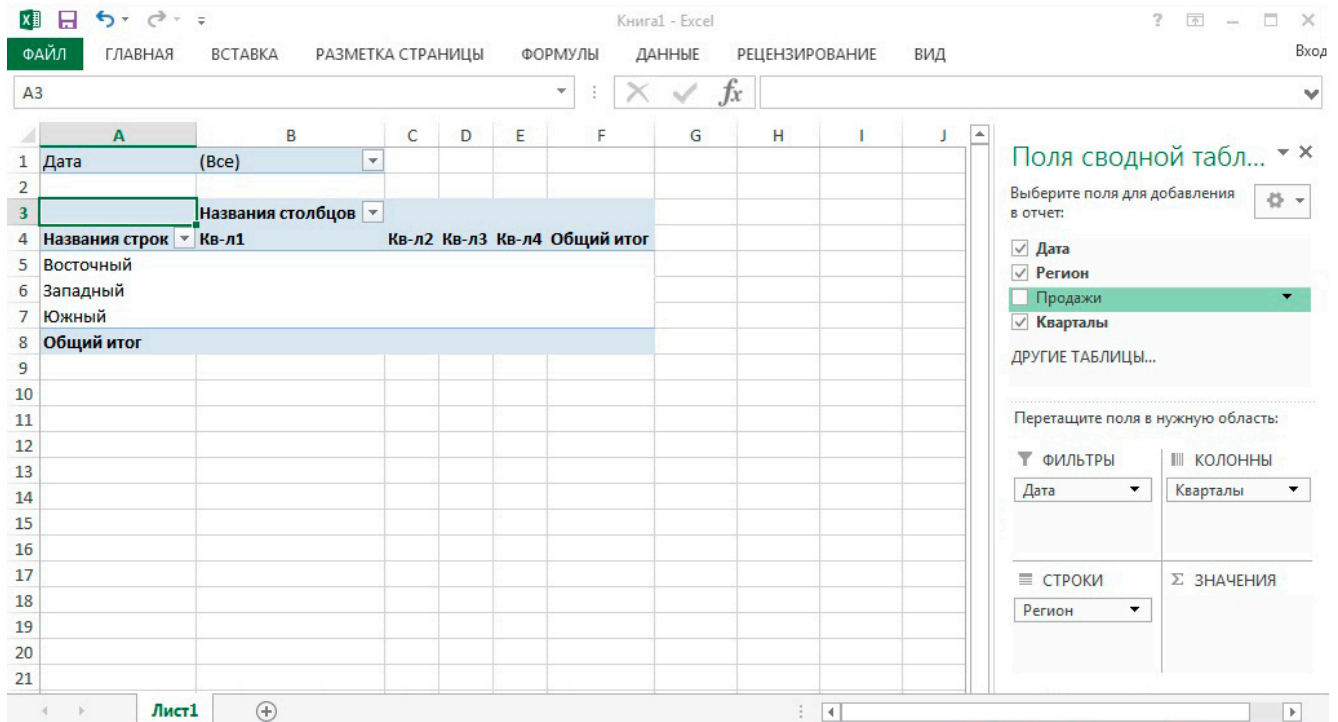 Книга1 - Excel
?
ФАЙЛ ГЛАВНАЯ ВСТАВКА РАЗМЕТКА СТРАНИЦЫ ФОРМУЛЫ ДАННЫЕ РЕЦЕНЗИРОВАНИЕ ВИД Вход
A3 fx
A B C D E F G H I J
1 Дата (Все)
2
3 Названия столбцов
4 Названия строк Кв-л1 Кв-л2 Кв-л3 Кв-л4 Общий итог
5 Восточный
6 Западный
7 Южный
8 Общий итог
9
10
11
12
13
14
15
16
17
18
19
20
21
Лист1
Поля сводной табл...
Выберите поля для добавления
в отчет:
Дата
Регион
Продажи
Кварталы
ДРУГИЕ ТАБЛИЦЫ...
Перетащите поля в нужную область:
ФИЛЬТРЫ
Дата
КОЛОННЫ
Кварталы
СТРОКИ
Регион
Σ ЗНАЧЕНИЯ